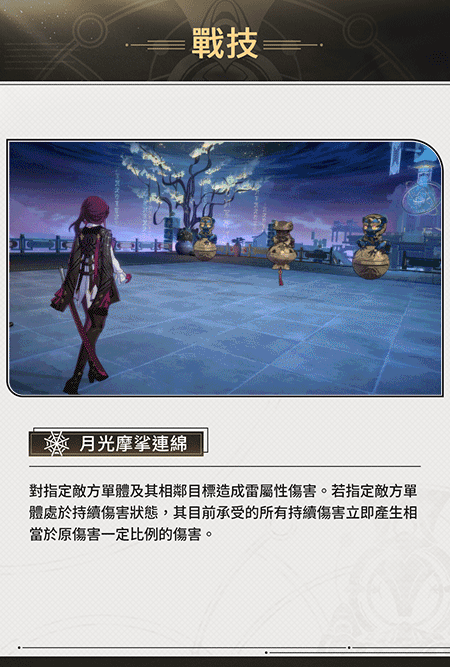 戰技
月光摩挲連綿
對指定敵方單體及其相鄰目標造成雷屬性傷害。若指定敵方單
體處於持續傷害狀態，其目前承受的所有持續傷害立即產生相
當於原傷害一定比例的傷害。